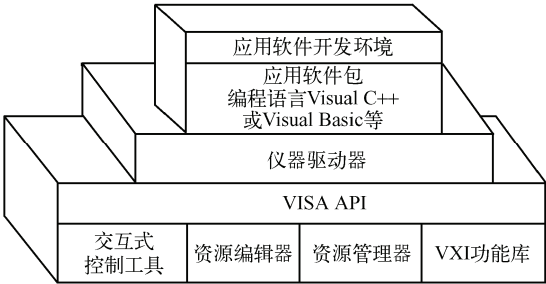 应用软件开发环境
应用软件包
编程语言Visual C++
或Visual Basic等
仪器驱动器
VISA API
交互式
控制工具
资源编辑器
资源管理器
VXI功能库